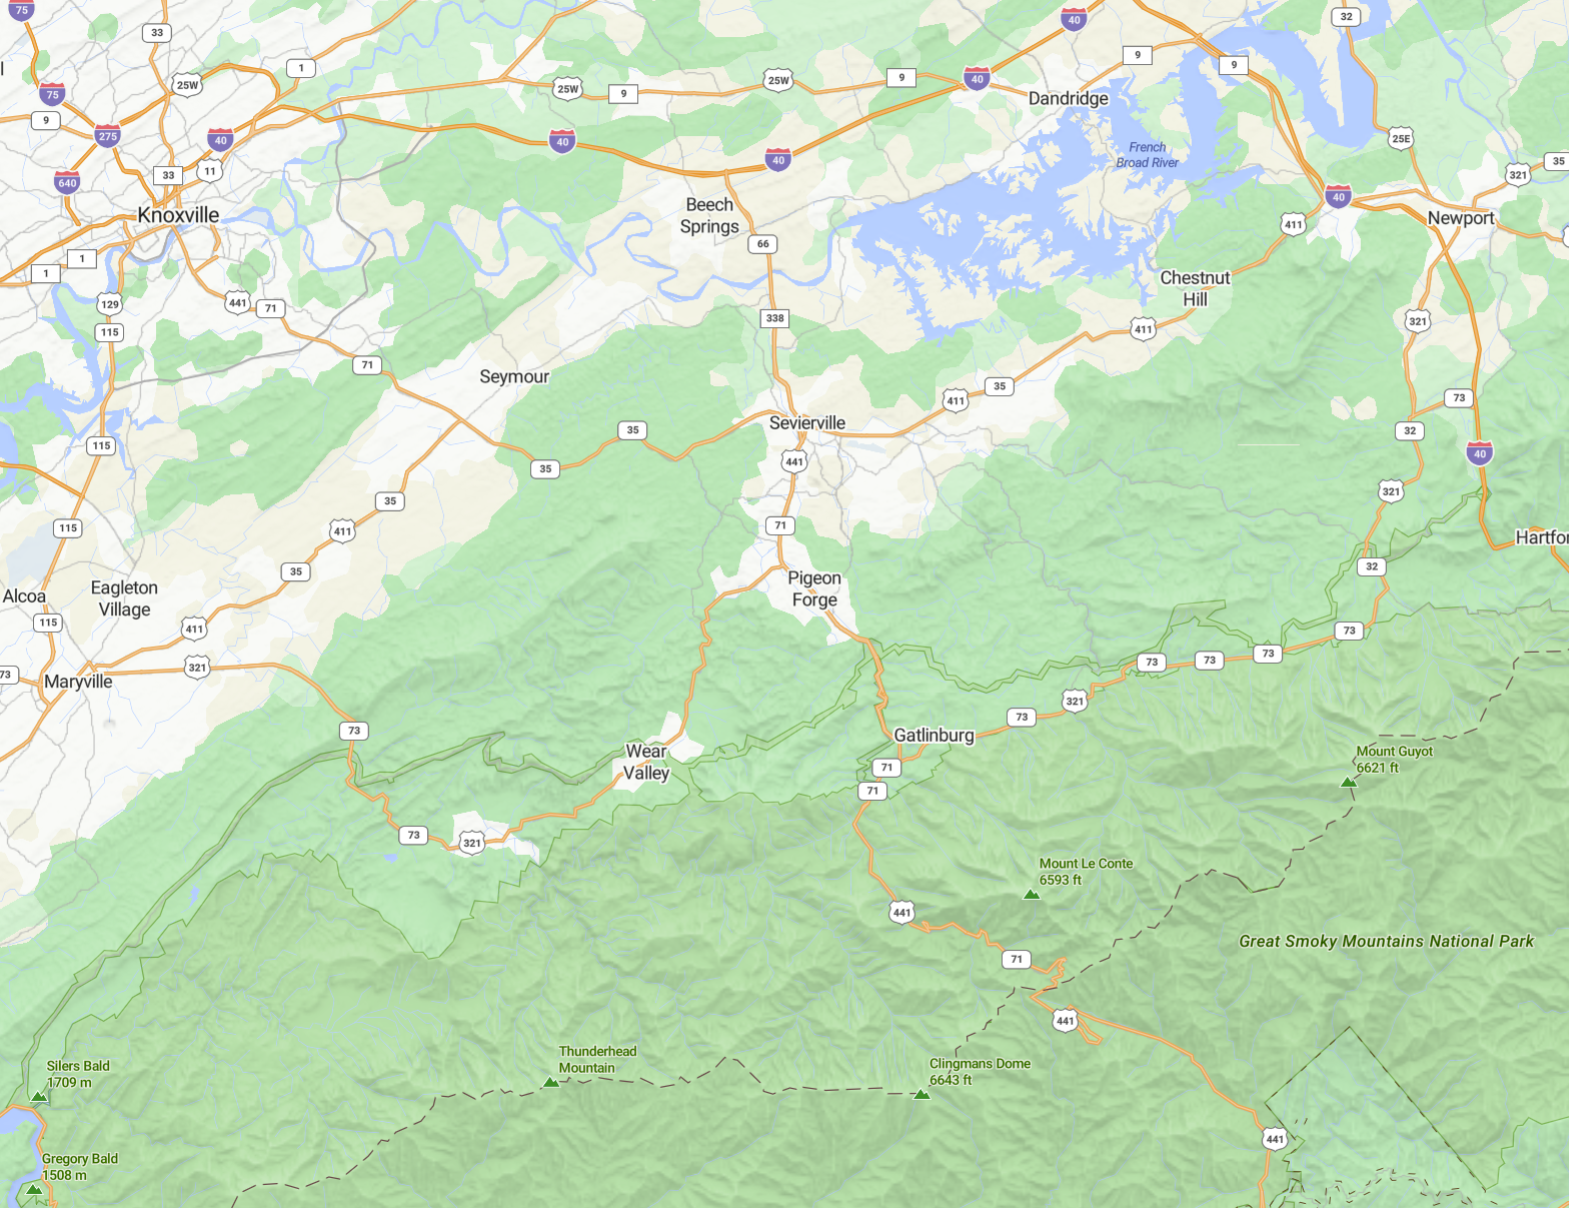 75
33
1
25W
25W
9
25W
9
40
40
9
9
32
75
9
275
40
40
40
Dandridge
25E
French
Broad River
33
11
640
321
35
Knoxville
Beech
Springs
40
411
Newport
1
1
66
Chestnut
Hill
129
441
71
338
321
115
411
71
Seymour
35
411
73
35
Sevierville
32
40
115
35
441
321
35
411
71
115
Hartfor
35
32
Pigeon
Forge
Eagleton
Village
Alcoa
115
411
73
73
73
73
321
73
Maryville
321
73
73
Gatlinburg
Wear
Valley
71
Mount Guyot
6621 ft
71
73
321
Mount Le Conte
6593 ft
441
Great Smoky Mountains National Park
71
441
Thunderhead
Mountain
Clingmans Dome
6643 ft
Silers Bald
1709 m
441
Gregory Bald
1508 m